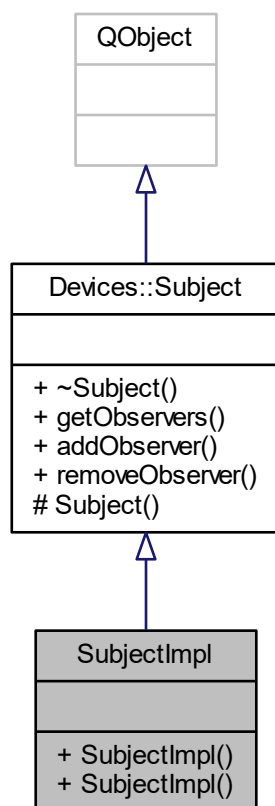 QObject
Devices::Subject
+ ~Subject()
+ getObservers()
+ addObserver()
+ removeObserver()
# Subject()
SubjectImpl
+ SubjectImpl()
+ SubjectImpl()